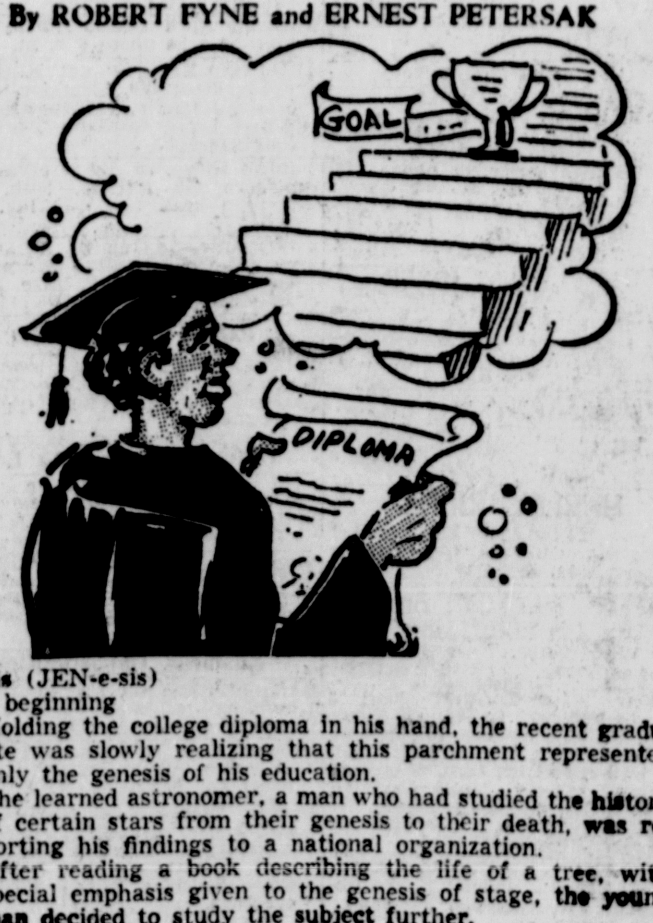 By ROBERT FYNE and ERNEST PETERSAK
GOAL
DIPLOMA
(JEN-e-sis)
beginning
olding the college diploma in his hand, the recent gradu
te was slowly realizing that this parchment represente
nly the genesis of his education.
he learned astronomer, a man who had studied the histor
f certain stars from their genesis to their death, was re
orting his findings to a national organization.
fter reading a book describing the life of a tree, wit
pecial emphasis given to the genesis of stage, the youn
an decided to study the subject further.